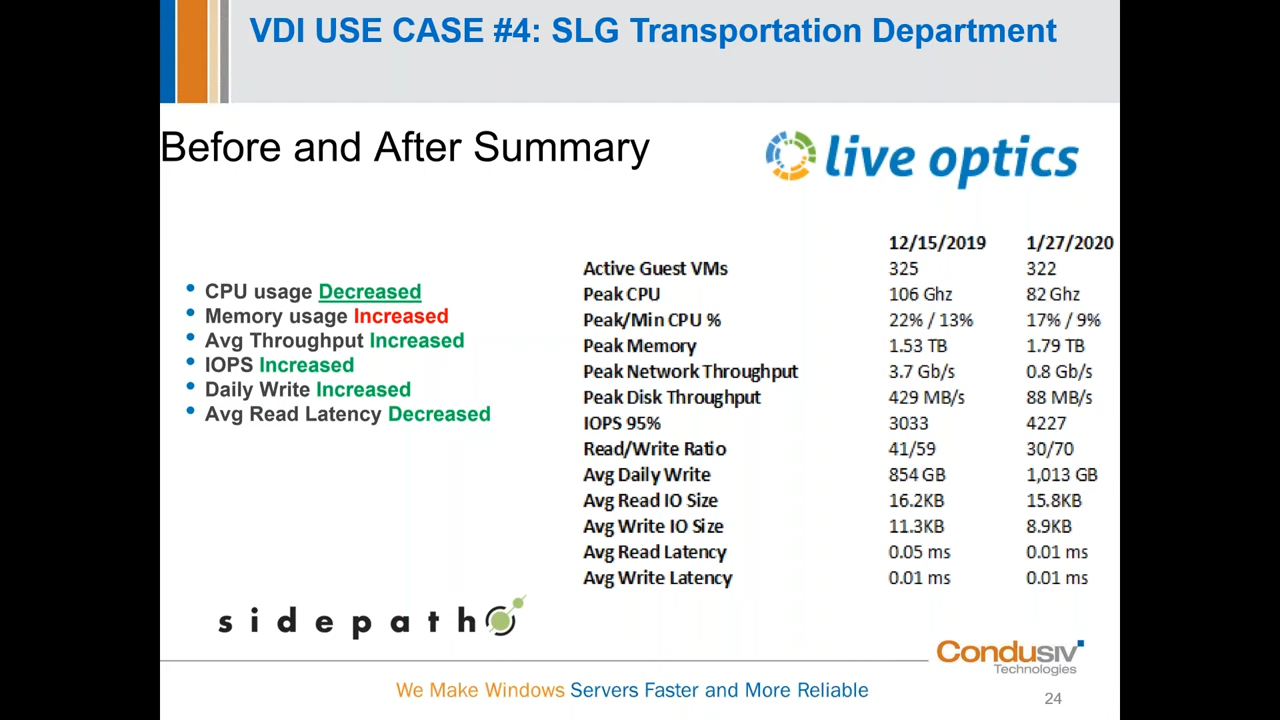 VDI USE CASE #4: SLG Transportation Department
Before and After Summary
live optics
• CPU usage Decreased
• Memory usage Increased
• Avg Throughput Increased
• IOPS Increased
• Daily Write Increased
• Avg Read Latency Decreased
12/15/2019 1/27/2020
Active Guest VMs 325 322
Peak CPU 106 Ghz 82 Ghz
Peak/Min CPU % 22% / 13% 17% / 9%
Peak Memory 1.53 TB 1.79 TB
Peak Network Throughput 3.7 Gb/s 0.8 Gb/s
Peak Disk Throughput 429 MB/s 88 MB/s
IOPS 95% 3033 4227
Read/Write Ratio 41/59 30/70
Avg Daily Write 854 GB 1,013 GB
Avg Read IO Size 16.2KB 15.8KB
Avg Write IO Size 11.3KB 8.9KB
Avg Read Latency 0.05 ms 0.01 ms
Avg Write Latency 0.01 ms 0.01 ms
sidepath
Condusiv
Technologies
We Make Windows Servers Faster and More Reliable
24